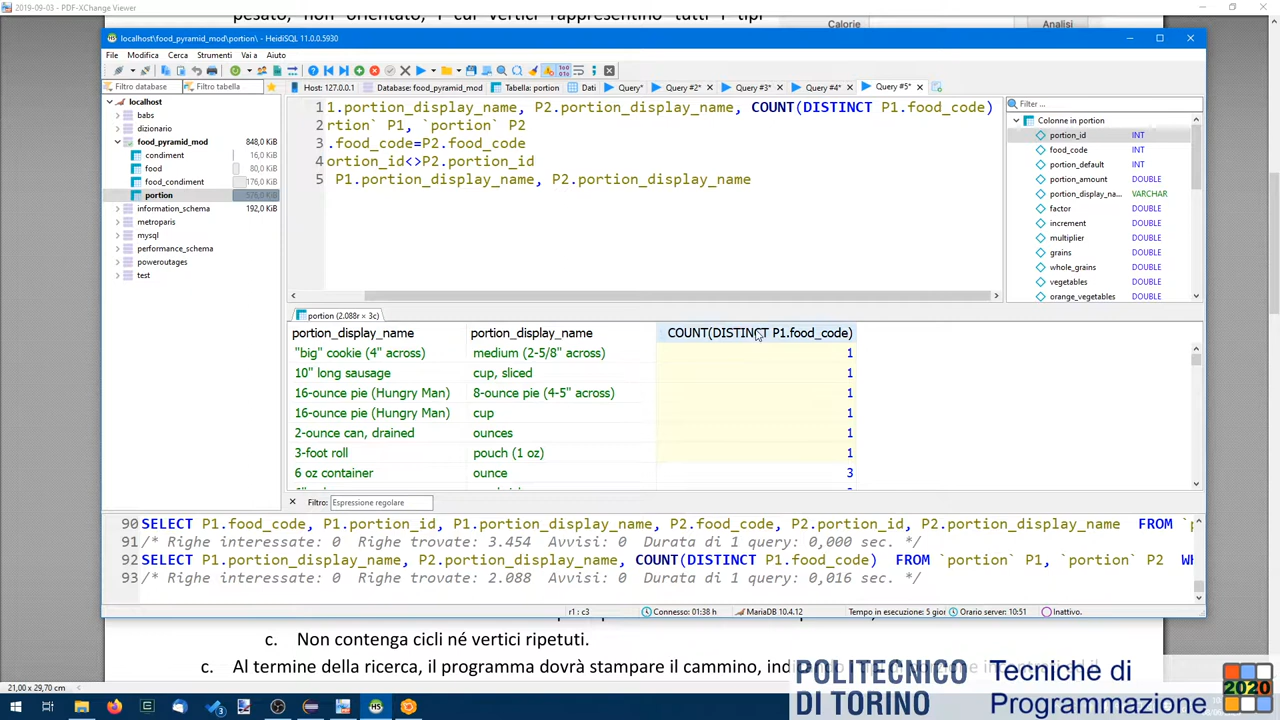 2019-09-03 - PDF-XChange Viewer
pesato, non orientato, i cui vertici rappresentino tutti i tipi
Calorie
Analisi
localhost\food_pyramid_mod\portion\ - HeidiSQL 11.0.0.5930
File Modifica Cerca Strumenti Vai a Aiuto
Filtro database Filtro tabella
Host: 127.0.0.1 Database: food_pyramid_mod Tabella: portion Dati Query* Query #2* Query #3* Query #4* Query #5*
localhost
babs
dizionario
food_pyramid_mod 848,0 KiB
condiment 16,0 KiB
food 80,0 KiB
food_condiment 176,0 KiB
portion 576,0 KiB
information_schema 192,0 KiB
metroparis
mysql
performance_schema
poweroutages
test
1 1.portion_display_name, P2.portion_display_name, COUNT(DISTINCT P1.food_code)
2 rtion` P1, `portion` P2
3 .food_code=P2.food_code
4 ortion_id<>P2.portion_id
5 P1.portion_display_name, P2.portion_display_name
Filter ...
Colonne in portion
portion_id INT
food_code INT
portion_default INT
portion_amount DOUBLE
portion_display_na... VARCHAR
factor DOUBLE
increment DOUBLE
multiplier DOUBLE
grains DOUBLE
whole_grains DOUBLE
vegetables DOUBLE
orange_vegetables DOUBLE
portion (2.088r × 3c)
portion_display_name portion_display_name COUNT(DISTINCT P1.food_code)
"big" cookie (4" across) medium (2-5/8" across) 1
10" long sausage cup, sliced 1
16-ounce pie (Hungry Man) 8-ounce pie (4-5" across) 1
16-ounce pie (Hungry Man) cup 1
2-ounce can, drained ounces 1
3-foot roll pouch (1 oz) 1
6 oz container ounce 3
Filtro: Espressione regolare
90 SELECT P1.food_code, P1.portion_id, P1.portion_display_name, P2.food_code, P2.portion_id, P2.portion_display_name FROM `p
91 /* Righe interessate: 0 Righe trovate: 3.454 Avvisi: 0 Durata di 1 query: 0,000 sec. */
92 SELECT P1.portion_display_name, P2.portion_display_name, COUNT(DISTINCT P1.food_code) FROM `portion` P1, `portion` P2 WH
93 /* Righe interessate: 0 Righe trovate: 2.088 Avvisi: 0 Durata di 1 query: 0,016 sec. */
r1 : c3 Connesso: 01:38 h MariaDB 10.4.12 Tempo in esecuzione: 5 gior Orario server: 10:51 Inattivo.
c. Non contenga cicli né vertici ripetuti.
c. Al termine della ricerca, il programma dovrà stampare il cammino,
21,00 x 29,70 cm
POLITECNICO
DI TORINO
Tecniche di
Programmazione
2020